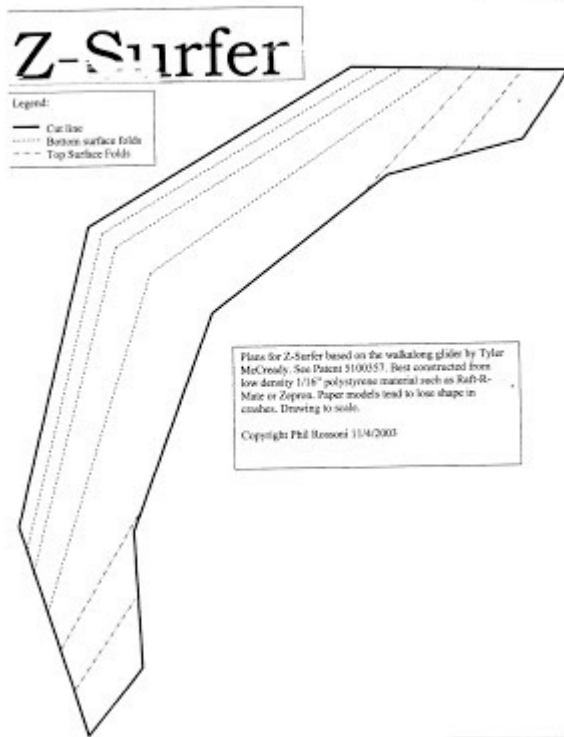 Z-Surfer
Legend:
Cut line
Bottom surface folds
Top Surface Folds
Plans for Z-Surfer based on the walkalong glider by Tyler
McCready. See Patent 5100357. Best constructed from
low density 1/16" polystyrene material such as Raft-R-
Mate or Zepron. Paper models tend to lose shape in
crashes. Drawing to scale.
Copyright Phil Rossoni 11/4/2003